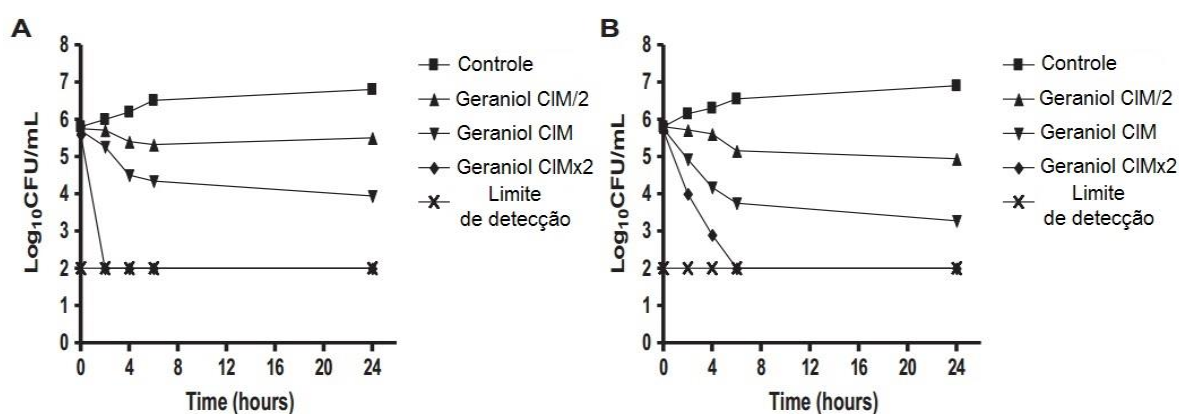 A
Log10CFU/mL
8
7
6
5
4
3
2
1
0
0 4 8 12 16 20 24
Time (hours)
Controle
Geraniol CIM/2
Geraniol CIM
Geraniol CIMx2
Limite
de detecção
B
Log10CFU/mL
8
7
6
5
4
3
2
1
0
0 4 8 12 16 20 24
Time (hours)
Controle
Geraniol CIM/2
Geraniol CIM
Geraniol CIMx2
Limite
de detecção